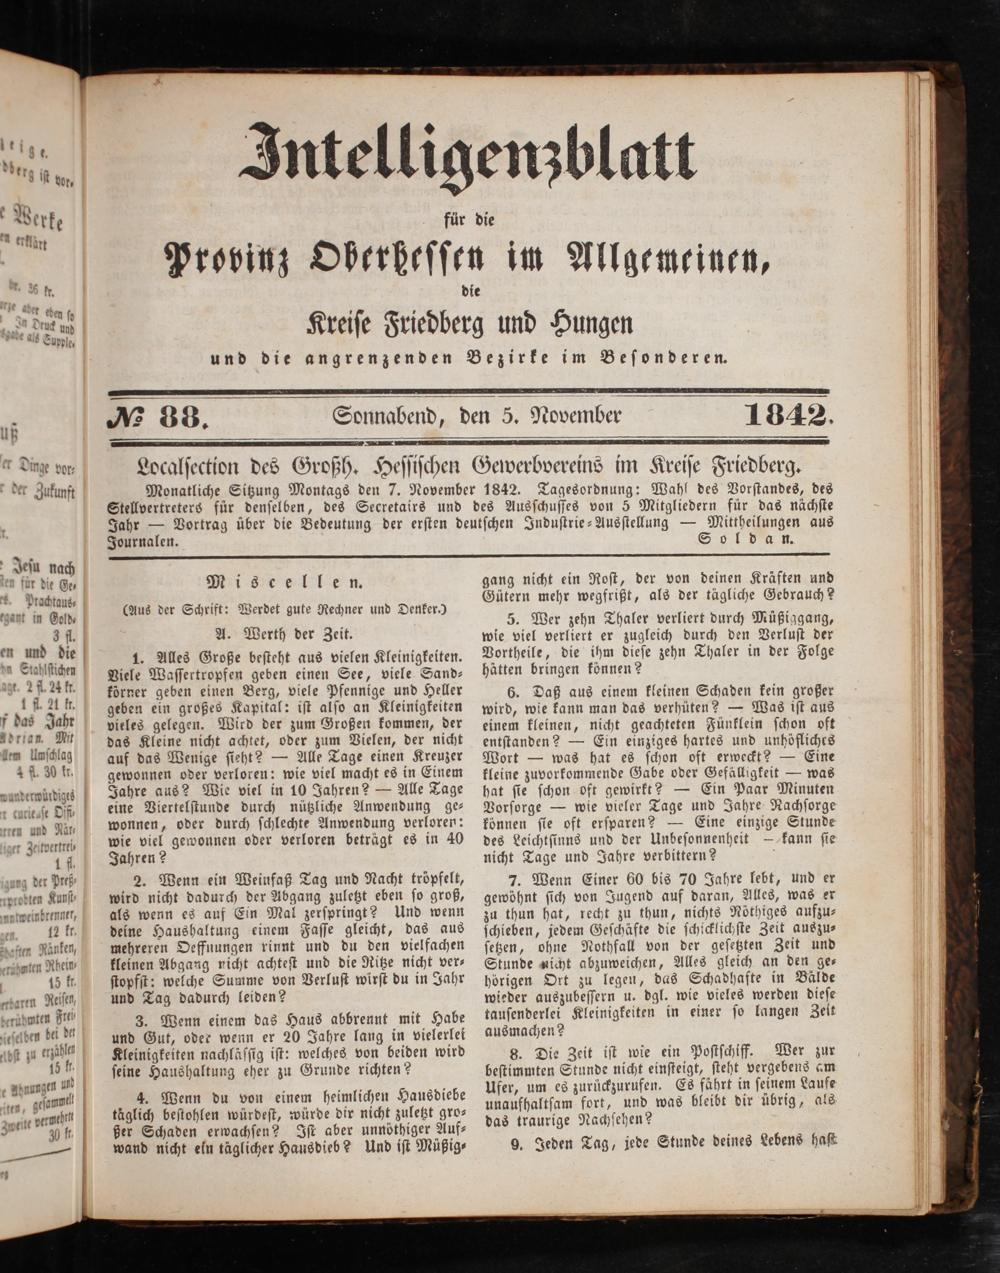 Intelligenzblatt
für die
Provinz Oberhessen im Allgemeinen,
die
Kreise Friedberg und Hungen
und die angrenzenden Bezirke im Besonderen.
№ 88. Sonnabend, den 5. November 1842.
Localsection des Großh. Hessischen Gewerbvereins im Kreise Friedberg.
Monatliche Sitzung Montags den 7. November 1842. Tagesordnung: Wahl des Vorstandes, des
Stellvertreters für denselben, des Secretairs und des Ausschusses von 5 Mitgliedern für das nächste
Jahr — Vortrag über die Bedeutung der ersten deutschen Industrie-Ausstellung — Mittheilungen aus
Journalen. Soldan.
Miscellen.
(Aus der Schrift: Werdet gute Rechner und Denker.)
A. Werth der Zeit.
1. Alles Große besteht aus vielen Kleinigkeiten.
Viele Wassertropfen geben einen See, viele Sand-
körner geben einen Berg, viele Pfennige und Heller
geben ein großes Kapital: ist also an Kleinigkeiten
vieles gelegen. Wird der zum Großen kommen, der
das Kleine nicht achtet, oder zum Vielen, der nicht
auf das Wenige sieht? — Alle Tage einen Kreuzer
gewonnen oder verloren: wie viel macht es in Einem
Jahre aus? Wie viel in 10 Jahren? — Alle Tage
eine Viertelstunde durch nützliche Anwendung ge-
wonnen, oder durch schlechte Anwendung verloren:
wie viel gewonnen oder verloren beträgt es in 40
Jahren?
2. Wenn ein Weinfaß Tag und Nacht tröpfelt,
wird nicht dadurch der Abgang zuletzt eben so groß,
als wenn es auf Ein Mal zerspringt? Und wenn
deine Haushaltung einem Fasse gleicht, das aus
mehreren Oeffnungen rinnt und du den vielfachen
kleinen Abgang nicht achtest und die Ritze nicht ver-
stopfst: welche Summe von Verlust wirst du in Jahr
und Tag dadurch leiden?
3. Wenn einem das Haus abbrennt mit Habe
und Gut, oder wenn er 20 Jahre lang in vielerlei
Kleinigkeiten nachlässig ist: welches von beiden wird
seine Haushaltung eher zu Grunde richten?
4. Wenn du von einem heimlichen Hausdiebe
täglich bestohlen würdest, würde dir nicht zuletzt gro-
ßer Schaden erwachsen? Ist aber unnöthiger Auf-
wand nicht ein täglicher Hausdieb? Und ist Müßig-
gang nicht ein Rost, der von deinen Kräften und
Gütern mehr wegfrißt, als der tägliche Gebrauch?
5. Wer zehn Thaler verliert durch Müßiggang,
wie viel verliert er zugleich durch den Verlust der
Vortheile, die ihm diese zehn Thaler in der Folge
hätten bringen können?
6. Daß aus einem kleinen Schaden kein großer
wird, wie kann man das verhüten? — Was ist aus
einem kleinen, nicht geachteten Fünklein schon oft
entstanden? — Ein einziges hartes und unhöfliches
Wort — was hat es schon oft erweckt? — Eine
kleine zuvorkommende Gabe oder Gefälligkeit — was
hat sie schon oft gewirkt? — Ein Paar Minuten
Vorsorge — wie vieler Tage und Jahre Nachsorge
können sie oft ersparen? — Eine einzige Stunde
des Leichtsinns und der Unbesonnenheit — kann sie
nicht Tage und Jahre verbittern?
7. Wenn Einer 60 bis 70 Jahre lebt, und er
gewöhnt sich von Jugend auf daran, Alles, was er
zu thun hat, recht zu thun, nichts Nöthiges aufzu-
schieben, jedem Geschäfte die schicklichste Zeit auszu-
setzen, ohne Nothfall von der gesetzten Zeit und
Stunde nicht abzuweichen, Alles gleich an den ge-
hörigen Ort zu legen, das Schadhafte in Bälde
wieder auszubessern u. dgl. wie vieles werden diese
tausenderlei Kleinigkeiten in einer so langen Zeit
ausmachen?
8. Die Zeit ist wie ein Postschiff. Wer zur
bestimmten Stunde nicht einsteigt, steht vergebens am
Ufer, um es zurückzurufen. Es fährt in seinem Laufe
unaufhaltsam fort, und was bleibt dir übrig, als
das traurige Nachsehen?
9. Jeden Tag, jede Stunde deines Lebens hast